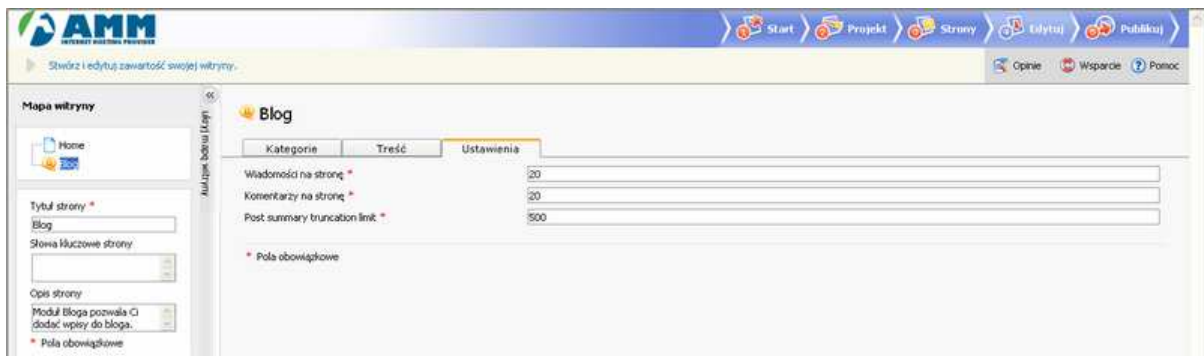 AMM
INTERNET HOSTING PROVIDER
Start Projekt Strony Edytuj Publikuj
Stwórz i edytuj zawartość swojej witryny.
Opinie Wsparcie Pomoc
Mapa witryny
Home
Blog
ukryj mapę witryny
Tytuł strony *
Blog
Słowa kluczowe strony
Opis strony
Moduł Bloga pozwala Ci
dodać wpisy do bloga.
* Pola obowiązkowe
Blog
Kategorie Treść Ustawienia
Wiadomości na stronę * 20
Komentarzy na stronę * 20
Post summary truncation limit * 500
* Pola obowiązkowe